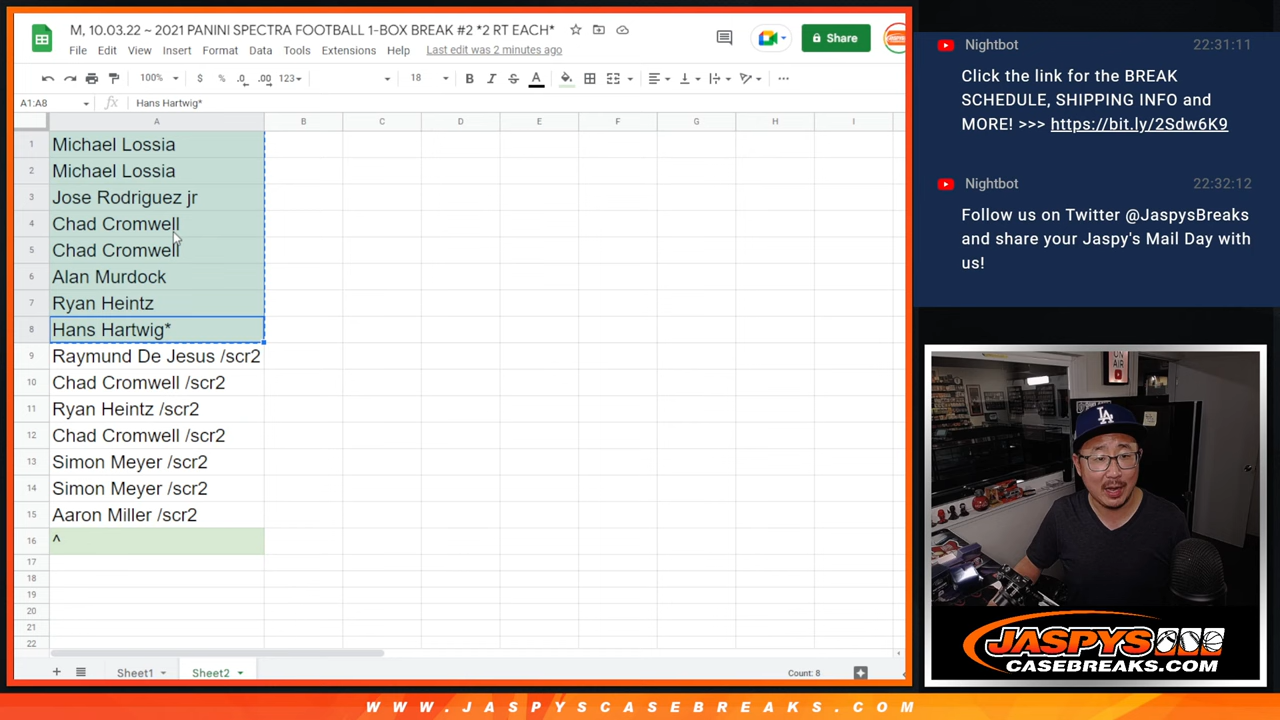 M, 10.03.22 ~ 2021 PANINI SPECTRA FOOTBALL 1-BOX BREAK #2 *2 RT EACH*
File Edit View Insert Format Data Tools Extensions Help Last edit was 2 minutes ago
Share
100% $ % .0 .00 123 18 B I S A
A1:A8 fx Hans Hartwig*
A B C D E F G H I
1 Michael Lossia
2 Michael Lossia
3 Jose Rodriguez jr
4 Chad Cromwell
5 Chad Cromwell
6 Alan Murdock
7 Ryan Heintz
8 Hans Hartwig*
9 Raymund De Jesus /scr2
10 Chad Cromwell /scr2
11 Ryan Heintz /scr2
12 Chad Cromwell /scr2
13 Simon Meyer /scr2
14 Simon Meyer /scr2
15 Aaron Miller /scr2
16 ^
17
18
19
20
21
22
+ Sheet1 Sheet2 Count: 8
Nightbot 22:31:11
Click the link for the BREAK
SCHEDULE, SHIPPING INFO and
MORE! >>> https://bit.ly/2Sdw6K9
Nightbot 22:32:12
Follow us on Twitter @JaspysBreaks
and share your Jaspy's Mail Day with
us!
ON
AIR
LA
JASPYS
CASEBREAKS.COM
WWW.JASPYSCASEBREAKS.COM